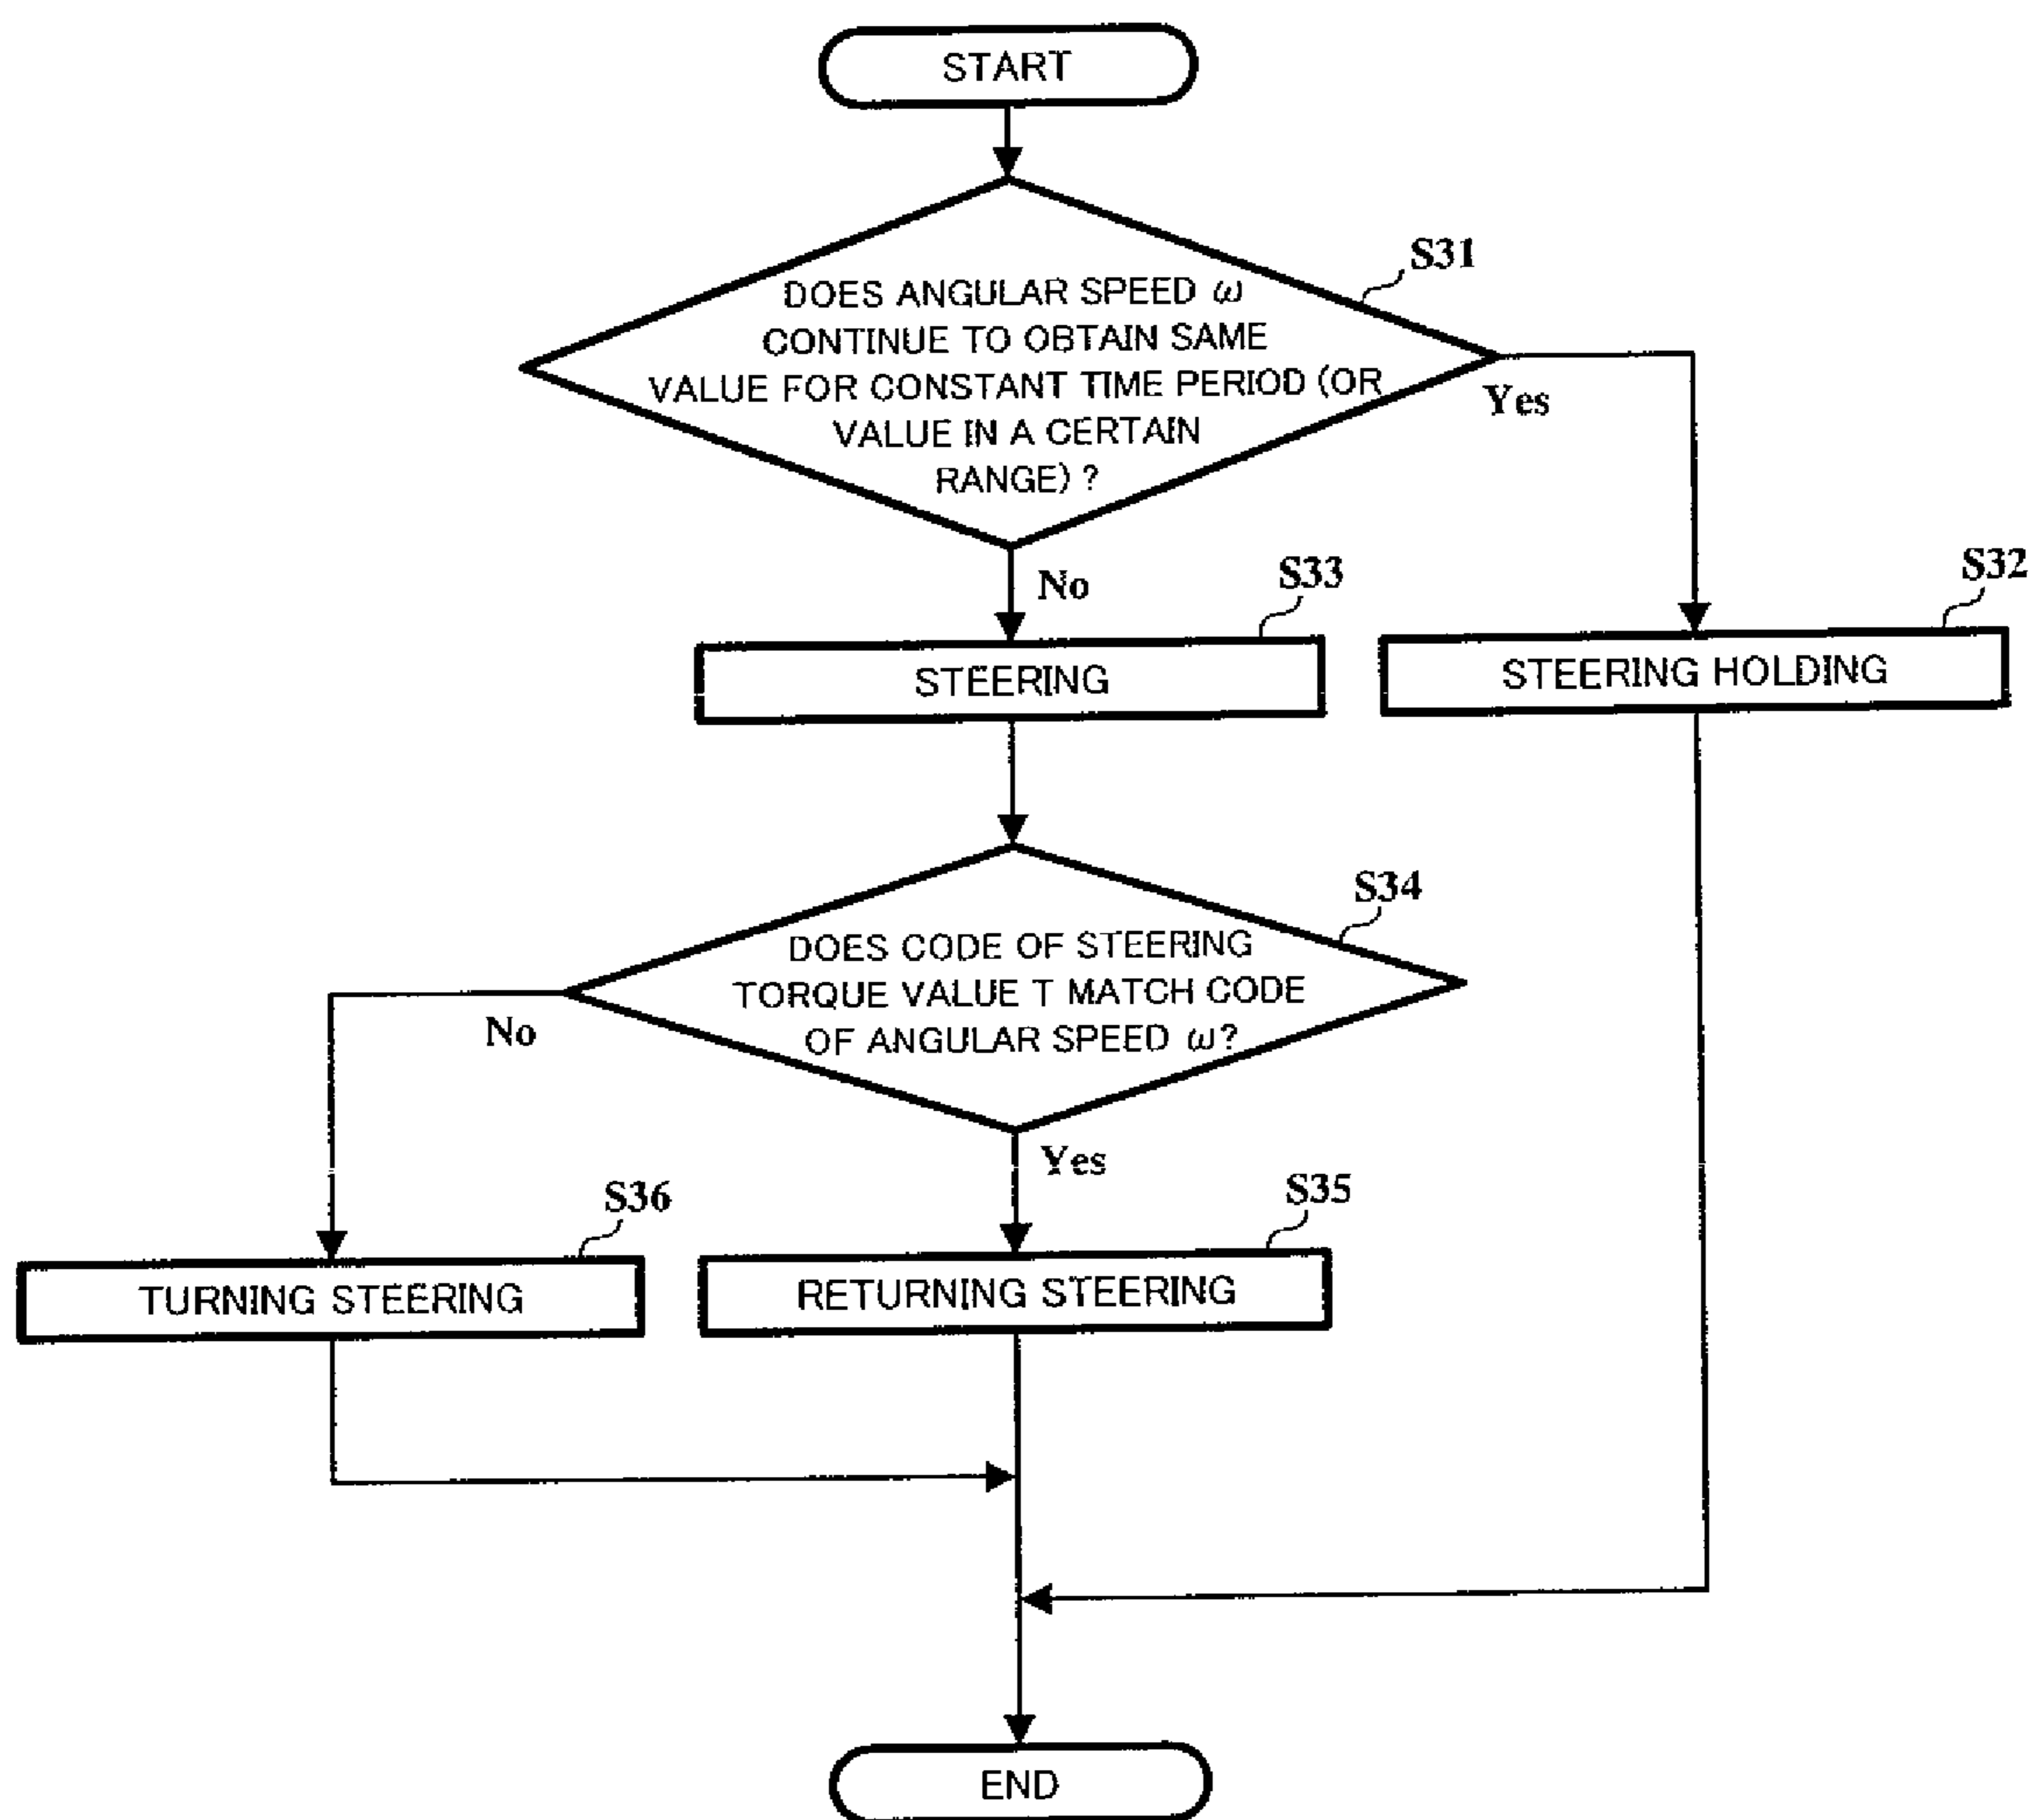 START
S31
DOES ANGULAR SPEED ω
CONTINUE TO OBTAIN SAME
VALUE FOR CONSTANT TIME PERIOD (OR
VALUE IN A CERTAIN
RANGE) ?
Yes
No
S33
S32
STEERING
STEERING HOLDING
S34
DOES CODE OF STEERING
TORQUE VALUE T MATCH CODE
OF ANGULAR SPEED ω?
No
Yes
S36
S35
TURNING STEERING
RETURNING STEERING
END